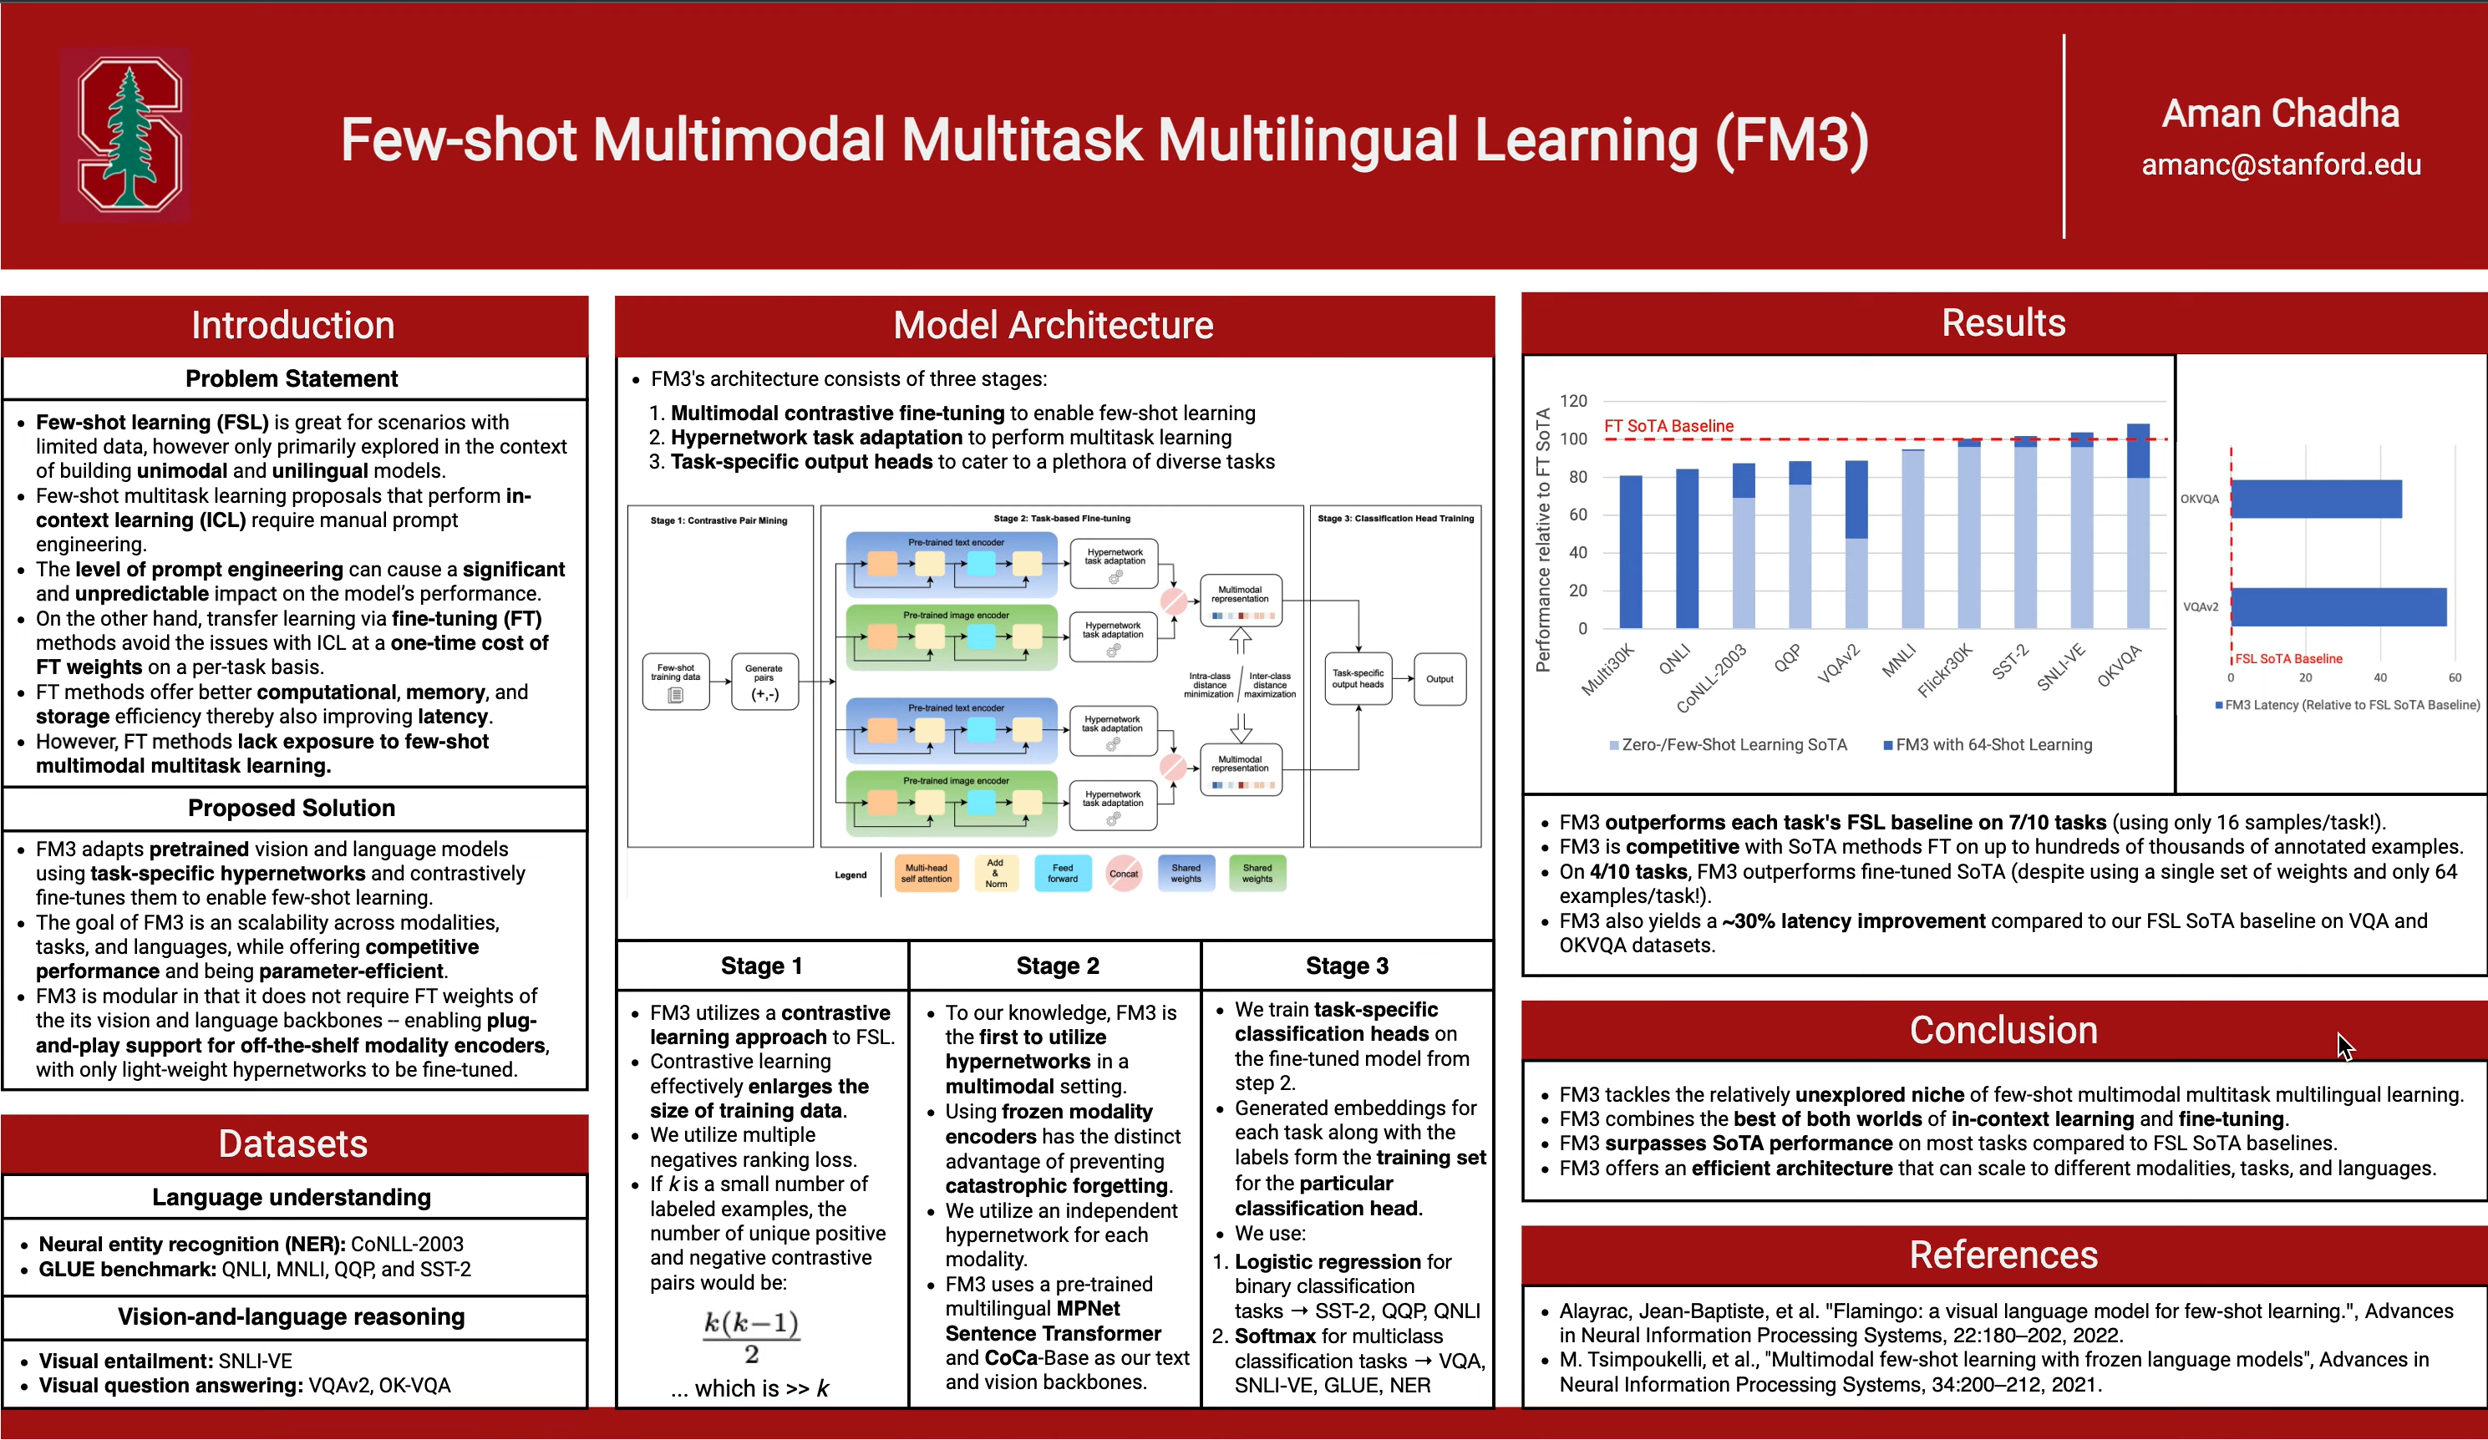 Few-shot Multimodal Multitask Multilingual Learning (FM3)
Aman Chadha
amanc@stanford.edu
Introduction
Problem Statement
• Few-shot learning (FSL) is great for scenarios with
limited data, however only primarily explored in the context
of building unimodal and unilingual models.
• Few-shot multitask learning proposals that perform in-
context learning (ICL) require manual prompt
engineering.
• The level of prompt engineering can cause a significant
and unpredictable impact on the model's performance.
• On the other hand, transfer learning via fine-tuning (FT)
methods avoid the issues with ICL at a one-time cost of
FT weights on a per-task basis.
• FT methods offer better computational, memory, and
storage efficiency thereby also improving latency.
• However, FT methods lack exposure to few-shot
multimodal multitask learning.
Proposed Solution
• FM3 adapts pretrained vision and language models
using task-specific hypernetworks and contrastively
fine-tunes them to enable few-shot learning.
• The goal of FM3 is an scalability across modalities,
tasks, and languages, while offering competitive
performance and being parameter-efficient.
• FM3 is modular in that it does not require FT weights of
the its vision and language backbones -- enabling plug-
and-play support for off-the-shelf modality encoders,
with only light-weight hypernetworks to be fine-tuned.
Datasets
Language understanding
• Neural entity recognition (NER): CoNLL-2003
• GLUE benchmark: QNLI, MNLI, QQP, and SST-2
Vision-and-language reasoning
• Visual entailment: SNLI-VE
• Visual question answering: VQAv2, OK-VQA
Model Architecture
• FM3's architecture consists of three stages:
1. Multimodal contrastive fine-tuning to enable few-shot learning
2. Hypernetwork task adaptation to perform multitask learning
3. Task-specific output heads to cater to a plethora of diverse tasks
Stage 1: Contrastive Pair Mining
Few-shot
training data
Generate
pairs
(+,-)
Stage 2: Task-based Fine-tuning
Pre-trained text encoder
Hypernetwork
task adaptation
Pre-trained image encoder
Hypernetwork
task adaptation
Multimodal
representation
Intra-class
distance
minimization
Inter-class
distance
maximization
Pre-trained text encoder
Hypernetwork
task adaptation
Pre-trained image encoder
Hypernetwork
task adaptation
Multimodal
representation
Stage 3: Classification Head Training
Task-specific
output heads
Output
Legend
Multi-head
self attention
Add
&
Norm
Feed
forward
Concat
Shared
weights
Shared
weights
Stage 1
• FM3 utilizes a contrastive
learning approach to FSL.
• Contrastive learning
effectively enlarges the
size of training data.
• We utilize multiple
negatives ranking loss.
• If k is a small number of
labeled examples, the
number of unique positive
and negative contrastive
pairs would be:
k(k−1)
2
... which is >> k
Stage 2
• To our knowledge, FM3 is
the first to utilize
hypernetworks in a
multimodal setting.
• Using frozen modality
encoders has the distinct
advantage of preventing
catastrophic forgetting.
• We utilize an independent
hypernetwork for each
modality.
• FM3 uses a pre-trained
multilingual MPNet
Sentence Transformer
and CoCa-Base as our text
and vision backbones.
Stage 3
• We train task-specific
classification heads on
the fine-tuned model from
step 2.
• Generated embeddings for
each task along with the
labels form the training set
for the particular
classification head.
• We use:
1. Logistic regression for
binary classification
tasks → SST-2, QQP, QNLI
2. Softmax for multiclass
classification tasks → VQA,
SNLI-VE, GLUE, NER
Results
Performance relative to FT SoTA
120
100
80
60
40
20
0
FT SoTA Baseline
Multi30K
QNLI
CoNLL-2003
QQP
VQAv2
MNLI
Flickr30K
SST-2
SNLI-VE
OKVQA
Zero-/Few-Shot Learning SoTA
FM3 with 64-Shot Learning
OKVQA
VQAv2
FSL SoTA Baseline
0 20 40 60
FM3 Latency (Relative to FSL SoTA Baseline)
• FM3 outperforms each task's FSL baseline on 7/10 tasks (using only 16 samples/task!).
• FM3 is competitive with SoTA methods FT on up to hundreds of thousands of annotated examples.
• On 4/10 tasks, FM3 outperforms fine-tuned SoTA (despite using a single set of weights and only 64
examples/task!).
• FM3 also yields a ~30% latency improvement compared to our FSL SoTA baseline on VQA and
OKVQA datasets.
Conclusion
• FM3 tackles the relatively unexplored niche of few-shot multimodal multitask multilingual learning.
• FM3 combines the best of both worlds of in-context learning and fine-tuning.
• FM3 surpasses SoTA performance on most tasks compared to FSL SoTA baselines.
• FM3 offers an efficient architecture that can scale to different modalities, tasks, and languages.
References
• Alayrac, Jean-Baptiste, et al. "Flamingo: a visual language model for few-shot learning.", Advances
in Neural Information Processing Systems, 22:180–202, 2022.
• M. Tsimpoukelli, et al., "Multimodal few-shot learning with frozen language models", Advances in
Neural Information Processing Systems, 34:200–212, 2021.